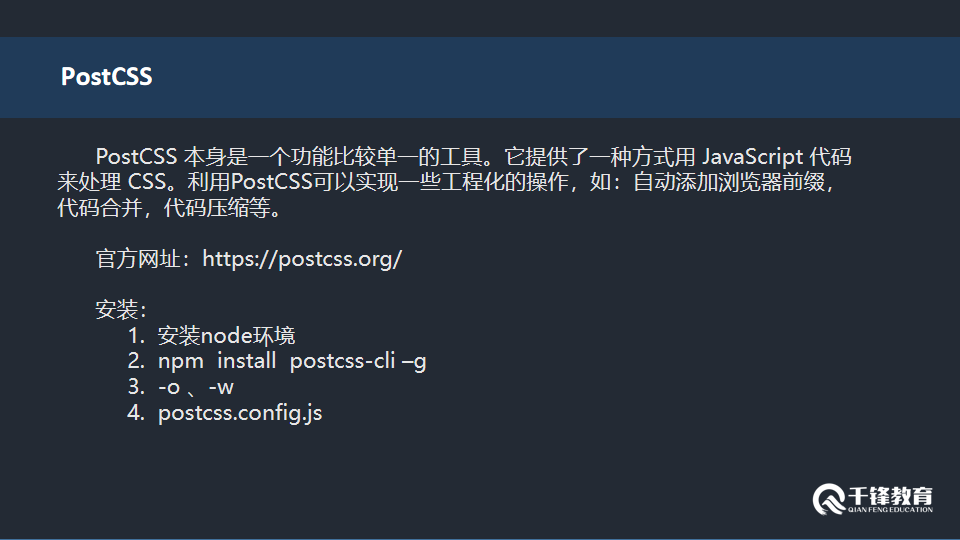 PostCSS
PostCSS 本身是一个功能比较单一的工具。它提供了一种方式用 JavaScript 代码
来处理 CSS。利用PostCSS可以实现一些工程化的操作，如：自动添加浏览器前缀，
代码合并，代码压缩等。
官方网址：https://postcss.org/
安装：
1. 安装node环境
2. npm install postcss-cli –g
3. -o 、-w
4. postcss.config.js
千锋教育
QIAN FENG EDUCATION